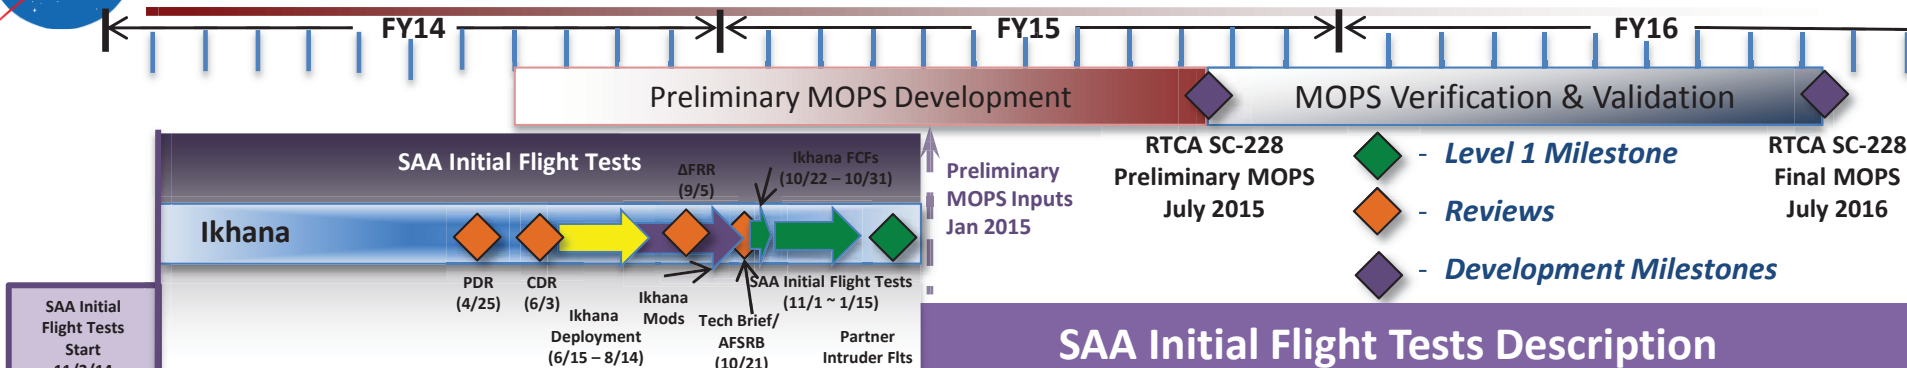 FY14
FY15
FY16
Preliminary MOPS Development
MOPS Verification & Validation
RTCA SC-228
Preliminary MOPS
July 2015
- Level 1 Milestone
- Reviews
- Development Milestones
RTCA SC-228
Final MOPS
July 2016
SAA Initial Flight Tests
ΔFRR
(9/5)
Ikhana FCFs
(10/22 – 10/31)
Preliminary
MOPS Inputs
Jan 2015
Ikhana
PDR
(4/25)
CDR
(6/3)
Ikhana
Deployment
(6/15 – 8/14)
Ikhana
Mods
Tech Brief/
AFSRB
(10/21)
SAA Initial Flight Tests
(11/1 ~ 1/15)
Partner
Intruder Flts
SAA Initial
Flight Tests
Start
SAA Initial Flight Tests Description